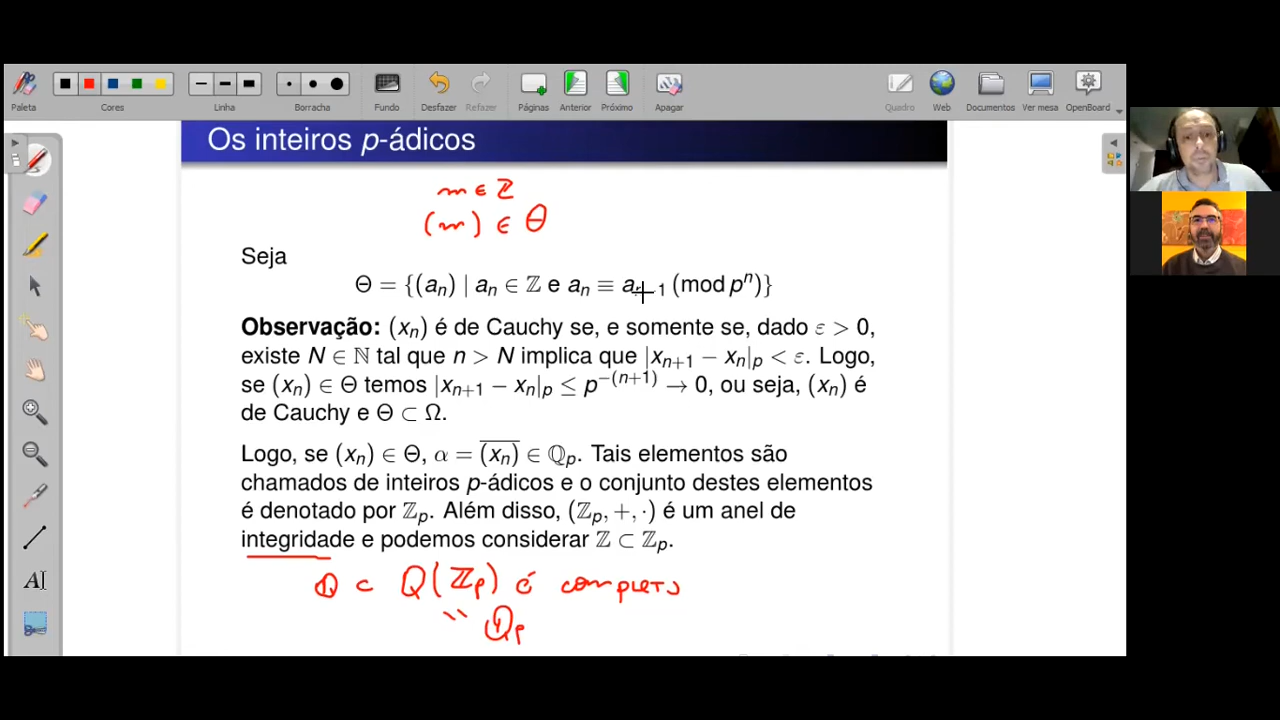 Paleta
Cores
Linha
Borracha
Fundo
Desfazer
Refazer
Páginas
Anterior
Próximo
Apagar
Quadro
Web
Documentos
Ver mesa
OpenBoard
Os inteiros p-ádicos
m ∈ ℤ
(m) ∈ Θ
Seja
Θ = {(aₙ) | aₙ ∈ ℤ e aₙ ≡ aₙ₋₁ (mod pⁿ)}
Observação: (xₙ) é de Cauchy se, e somente se, dado ε > 0,
existe N ∈ ℕ tal que n > N implica que |xₙ₊₁ − xₙ|ₚ < ε. Logo,
se (xₙ) ∈ Θ temos |xₙ₊₁ − xₙ|ₚ ≤ p⁻⁽ⁿ⁺¹⁾ → 0, ou seja, (xₙ) é
de Cauchy e Θ ⊂ Ω.
Logo, se (xₙ) ∈ Θ, α = \overline{(xₙ)} ∈ ℚₚ. Tais elementos são
chamados de inteiros p-ádicos e o conjunto destes elementos
é denotado por ℤₚ. Além disso, (ℤₚ, +, ·) é um anel de
integridade e podemos considerar ℤ ⊂ ℤₚ.
ℚ ⊂ Q(ℤₚ) é completo
" ℚₚ
A